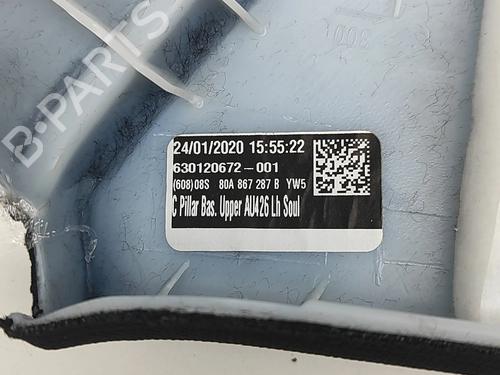 B-PARTS
300
24/01/2020 15:55:22
630120672-001
(608)08S 80A 867 287 B YW5
C Pillar Bas. Upper AU426 Lh Soul